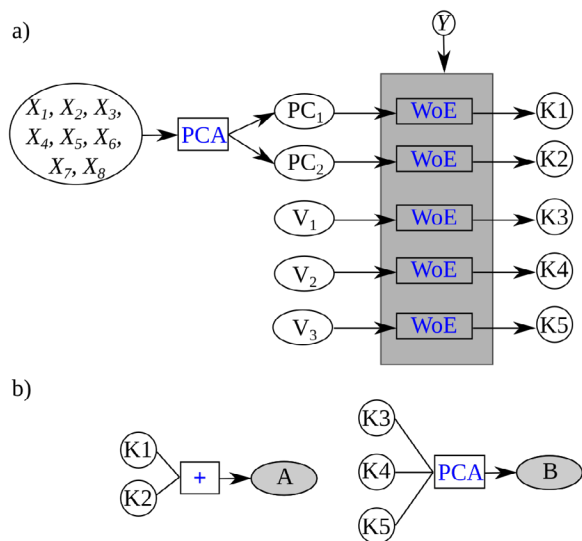 a)
Y
X1, X2, X3,
X4, X5, X6,
X7, X8
PCA
PC1
WoE
K1
PC2
WoE
K2
V1
WoE
K3
V2
WoE
K4
V3
WoE
K5
b)
K1
K2
+
A
K3
K4
K5
PCA
B